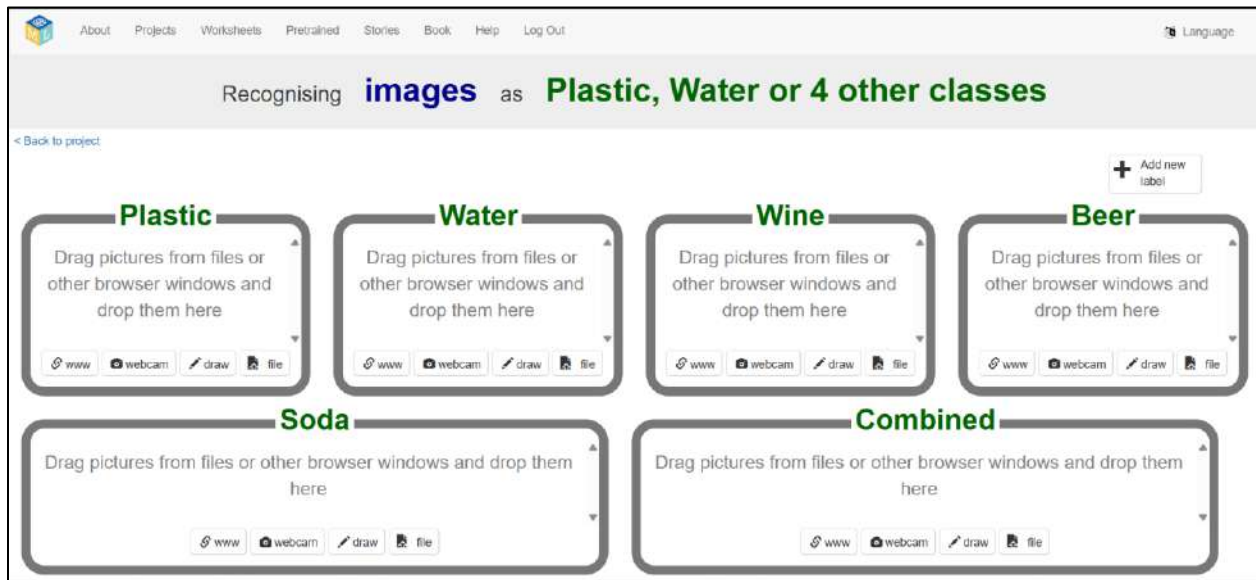 About Projects Worksheets Pretrained Stories Book Help Log Out Language
Recognising images as Plastic, Water or 4 other classes
< Back to project
Add new
label
Plastic
Drag pictures from files or
other browser windows and
drop them here
www webcam draw file
Water
Drag pictures from files or
other browser windows and
drop them here
www webcam draw file
Wine
Drag pictures from files or
other browser windows and
drop them here
www webcam draw file
Beer
Drag pictures from files or
other browser windows and
drop them here
www webcam draw file
Soda
Drag pictures from files or other browser windows and drop them
here
www webcam draw file
Combined
Drag pictures from files or other browser windows and drop them
here
www webcam draw file